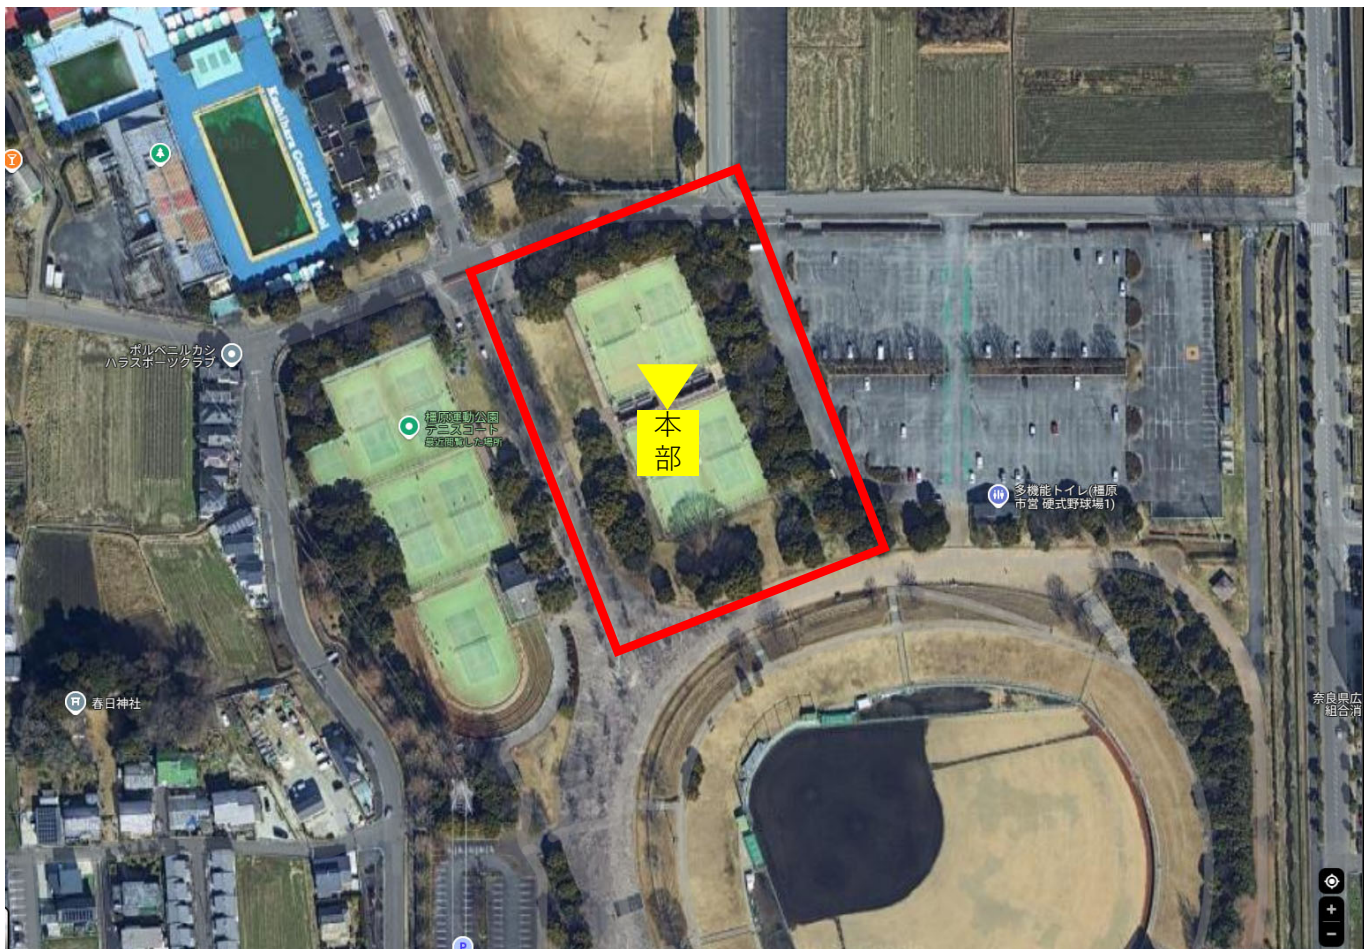 Kashihara General Pool
Google
ボルベニルカシ
ハラスポーツクラブ
橿原運動公園
テニスコート
最近閲覧した場所
本
部
多機能トイレ(橿原
市営 硬式野球場1)
春日神社
奈良県広
組合消
P